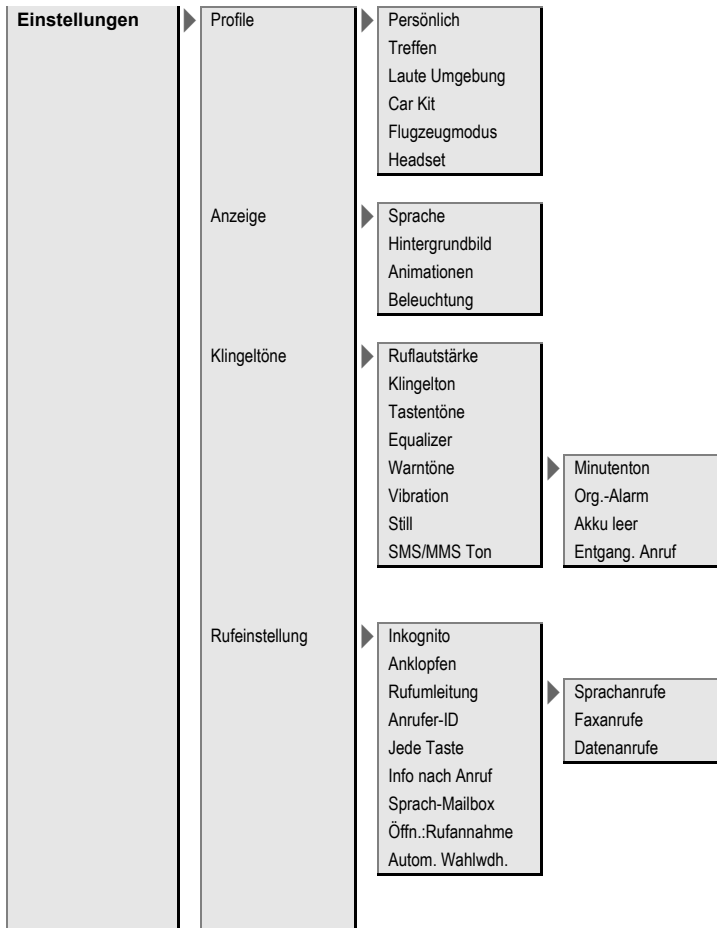 Einstellungen
Profile
Persönlich
Treffen
Laute Umgebung
Car Kit
Flugzeugmodus
Headset
Anzeige
Sprache
Hintergrundbild
Animationen
Beleuchtung
Klingeltöne
Ruflautstärke
Klingelton
Tastentöne
Equalizer
Warntöne
Minutenton
Org.-Alarm
Akku leer
Entgang. Anruf
Vibration
Still
SMS/MMS Ton
Rufeinstellung
Inkognito
Anklopfen
Rufumleitung
Sprachanrufe
Faxanrufe
Datenanrufe
Anrufer-ID
Jede Taste
Info nach Anruf
Sprach-Mailbox
Öffn.:Rufannahme
Autom. Wahlwdh.